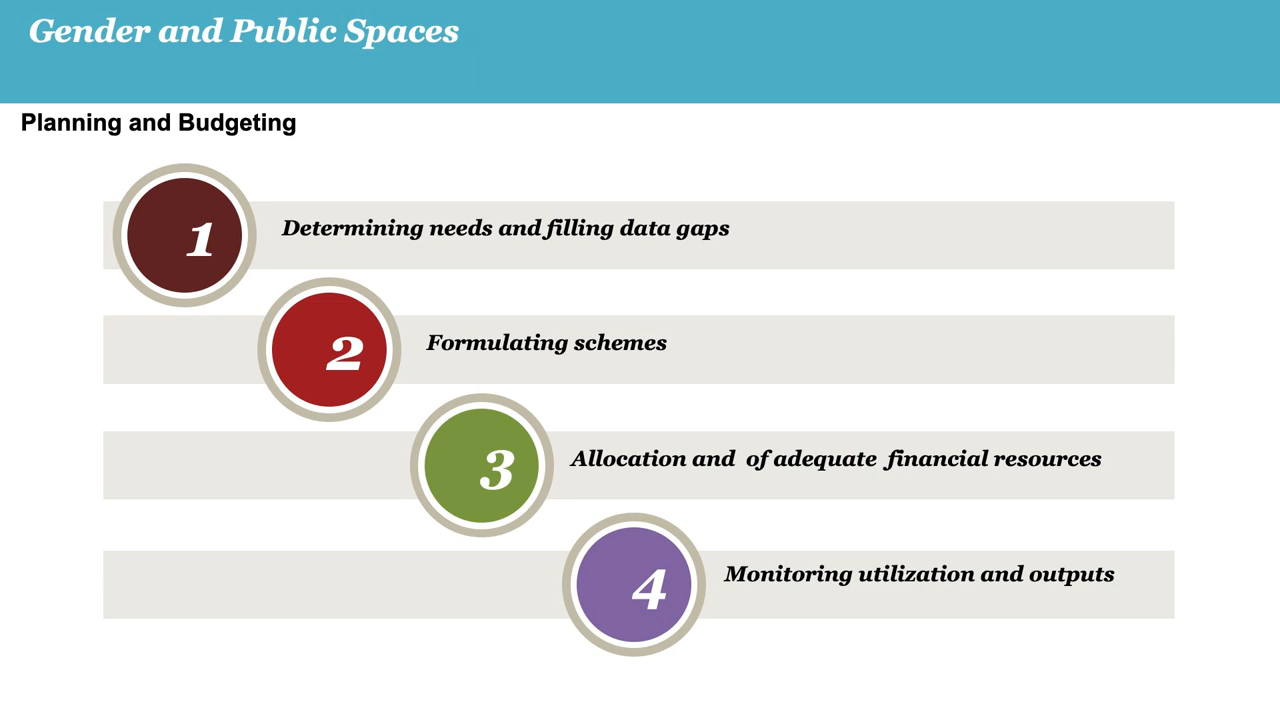 Gender and Public Spaces
Planning and Budgeting
1 Determining needs and filling data gaps
2 Formulating schemes
3 Allocation and of adequate financial resources
4 Monitoring utilization and outputs